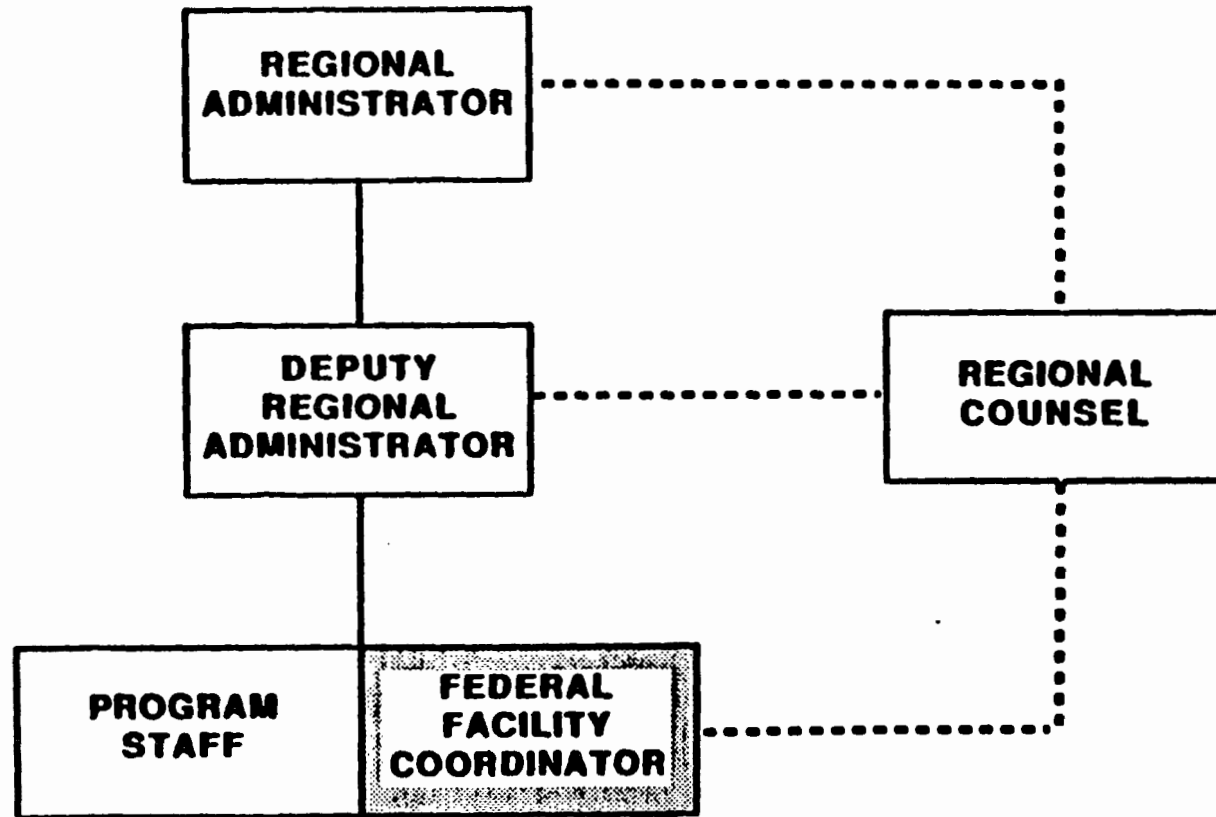 REGIONAL
ADMINISTRATOR
DEPUTY
REGIONAL
ADMINISTRATOR
REGIONAL
COUNSEL
PROGRAM
STAFF
FEDERAL
FACILITY
COORDINATOR